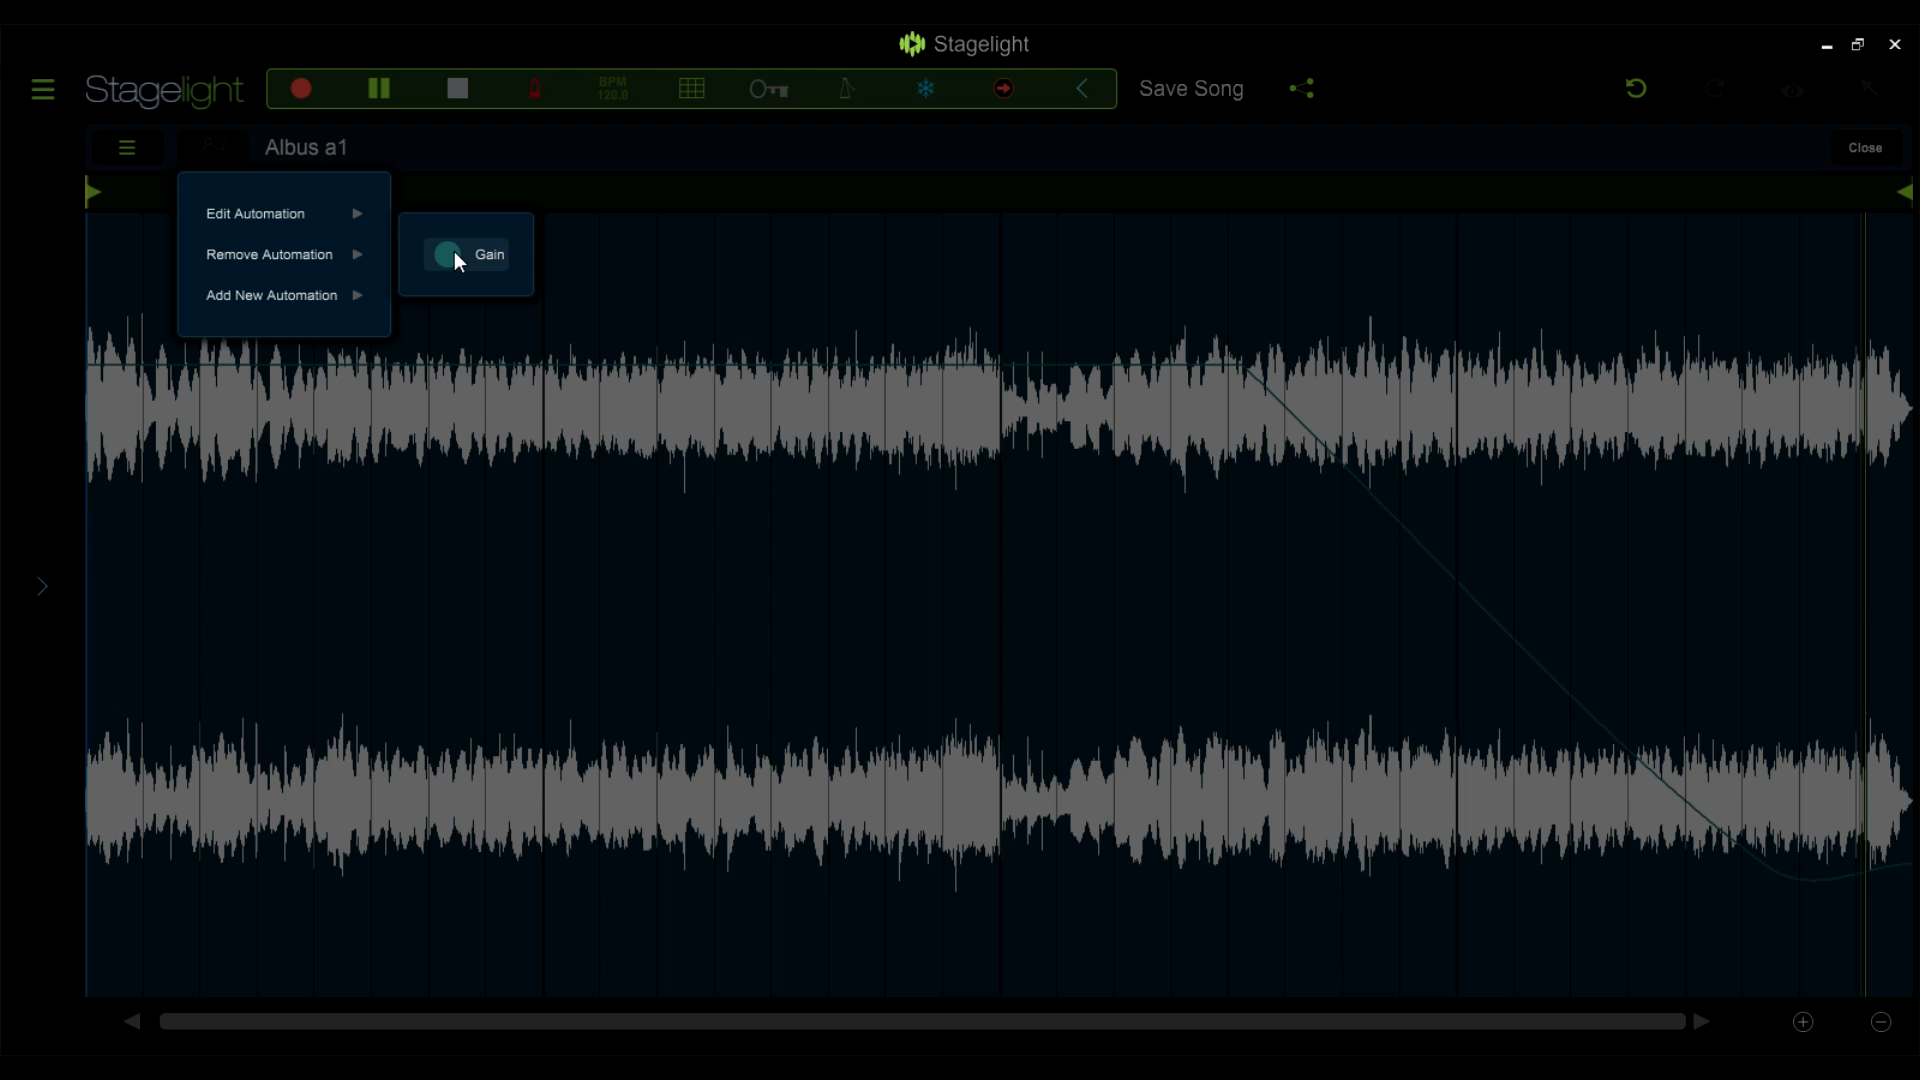 Stagelight
Stagelight
BPM
120.0
Save Song
Albus a1
Close
Edit Automation
Remove Automation
Gain
Add New Automation